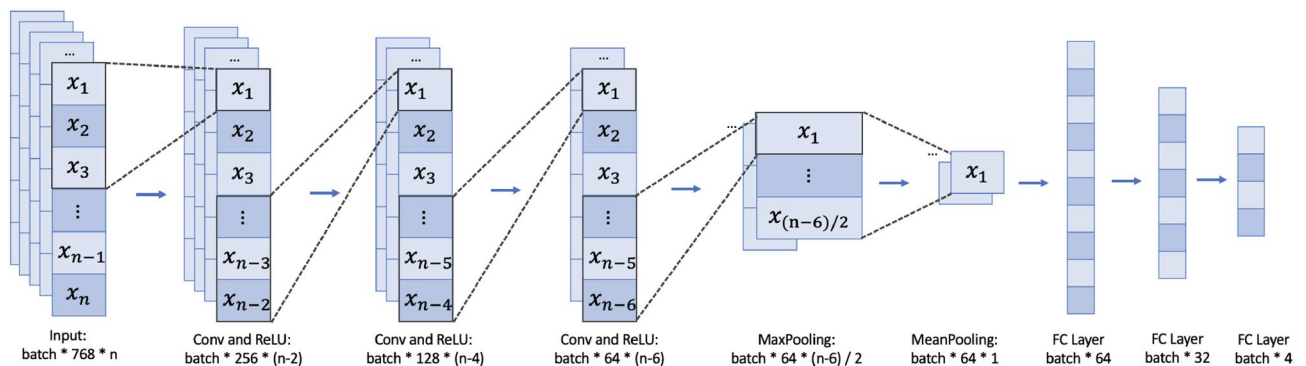 ...
x₁
x₂
x₃
⋮
xₙ₋₁
xₙ
Input:
batch * 768 * n
...
x₁
x₂
x₃
⋮
xₙ₋₃
xₙ₋₂
Conv and ReLU:
batch * 256 * (n-2)
...
x₁
x₂
x₃
⋮
xₙ₋₅
xₙ₋₄
Conv and ReLU:
batch * 128 * (n-4)
...
x₁
x₂
x₃
⋮
xₙ₋₅
xₙ₋₆
Conv and ReLU:
batch * 64 * (n-6)
...
x₁
⋮
x₍ₙ₋₆₎/₂
MaxPooling:
batch * 64 * (n-6) / 2
...
x₁
MeanPooling:
batch * 64 * 1
FC Layer
batch * 64
FC Layer
batch * 32
FC Layer
batch * 4